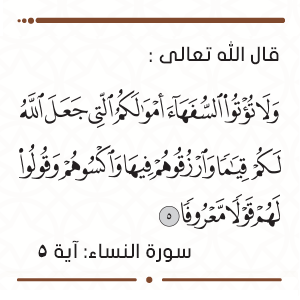 قال الله تعالى :
وَلَا تُؤْتُوا۟ ٱلسُّفَهَآءَ أَمْوَٰلَكُمُ ٱلَّتِى جَعَلَ ٱللَّهُ
لَكُمْ قِيَـٰمًا وَٱرْزُقُوهُمْ فِيهَا وَٱكْسُوهُمْ وَقُولُوا۟
لَهُمْ قَوْلًا مَّعْرُوفًا ٥
سورة النساء: آية ٥